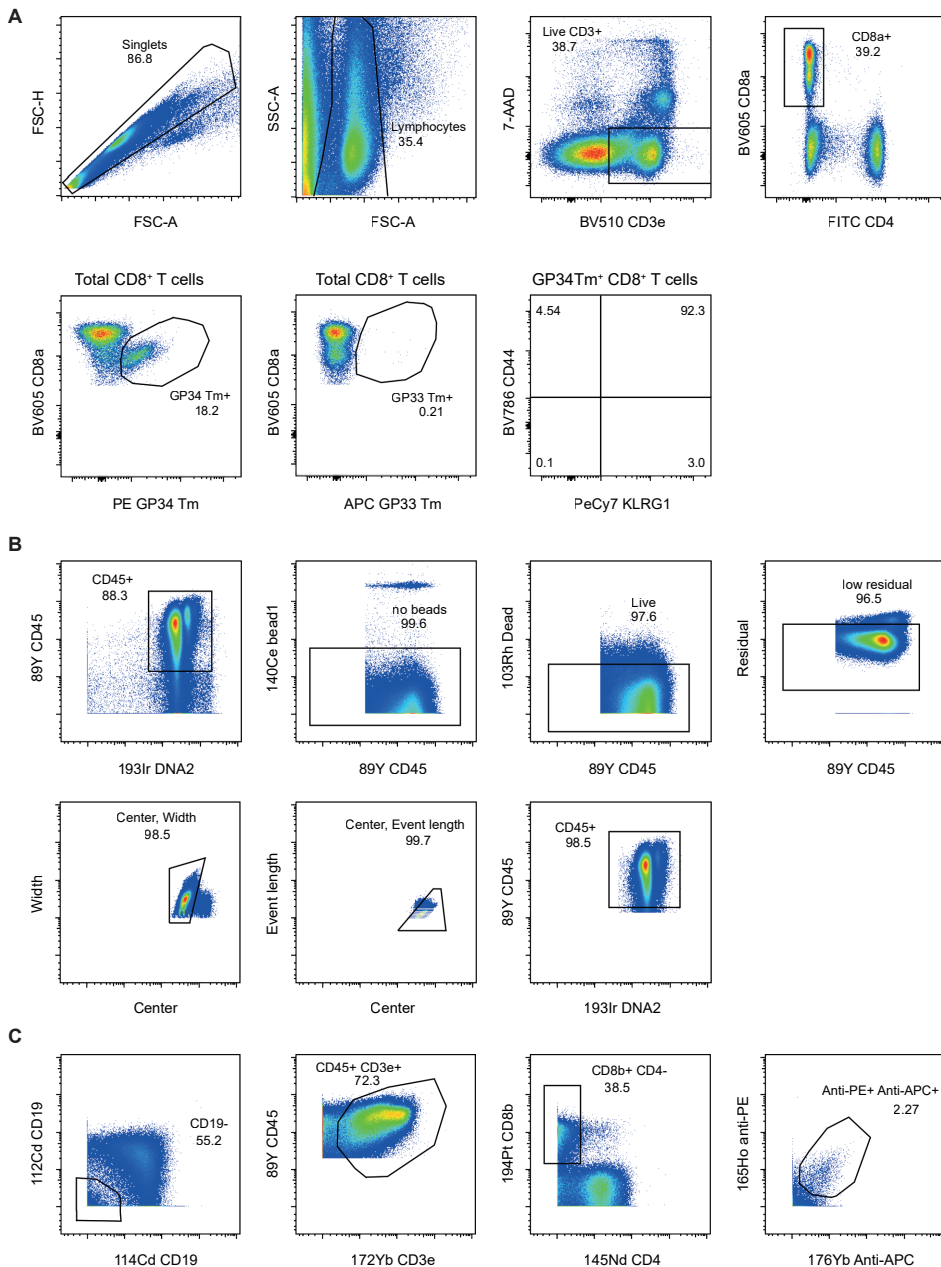 A
Singlets
86.8
FSC-H
FSC-A
SSC-A
Lymphocytes
35.4
FSC-A
Live CD3+
38.7
7-AAD
BV510 CD3e
CD8a+
39.2
BV605 CD8a
FITC CD4
Total CD8⁺ T cells
BV605 CD8a
GP34 Tm+
18.2
PE GP34 Tm
Total CD8⁺ T cells
BV605 CD8a
GP33 Tm+
0.21
APC GP33 Tm
GP34Tm⁺ CD8⁺ T cells
4.54
92.3
BV786 CD44
0.1
3.0
PeCy7 KLRG1
B
CD45+
88.3
89Y CD45
193Ir DNA2
no beads
99.6
140Ce bead1
89Y CD45
Live
97.6
103Rh Dead
89Y CD45
low residual
96.5
Residual
89Y CD45
Center, Width
98.5
Width
Center
Center, Event length
99.7
Event length
Center
CD45+
98.5
89Y CD45
193Ir DNA2
C
112Cd CD19
CD19-
55.2
114Cd CD19
CD45+ CD3e+
72.3
89Y CD45
172Yb CD3e
CD8b+ CD4-
38.5
194Pt CD8b
145Nd CD4
Anti-PE+ Anti-APC+
2.27
165Ho anti-PE
176Yb Anti-APC